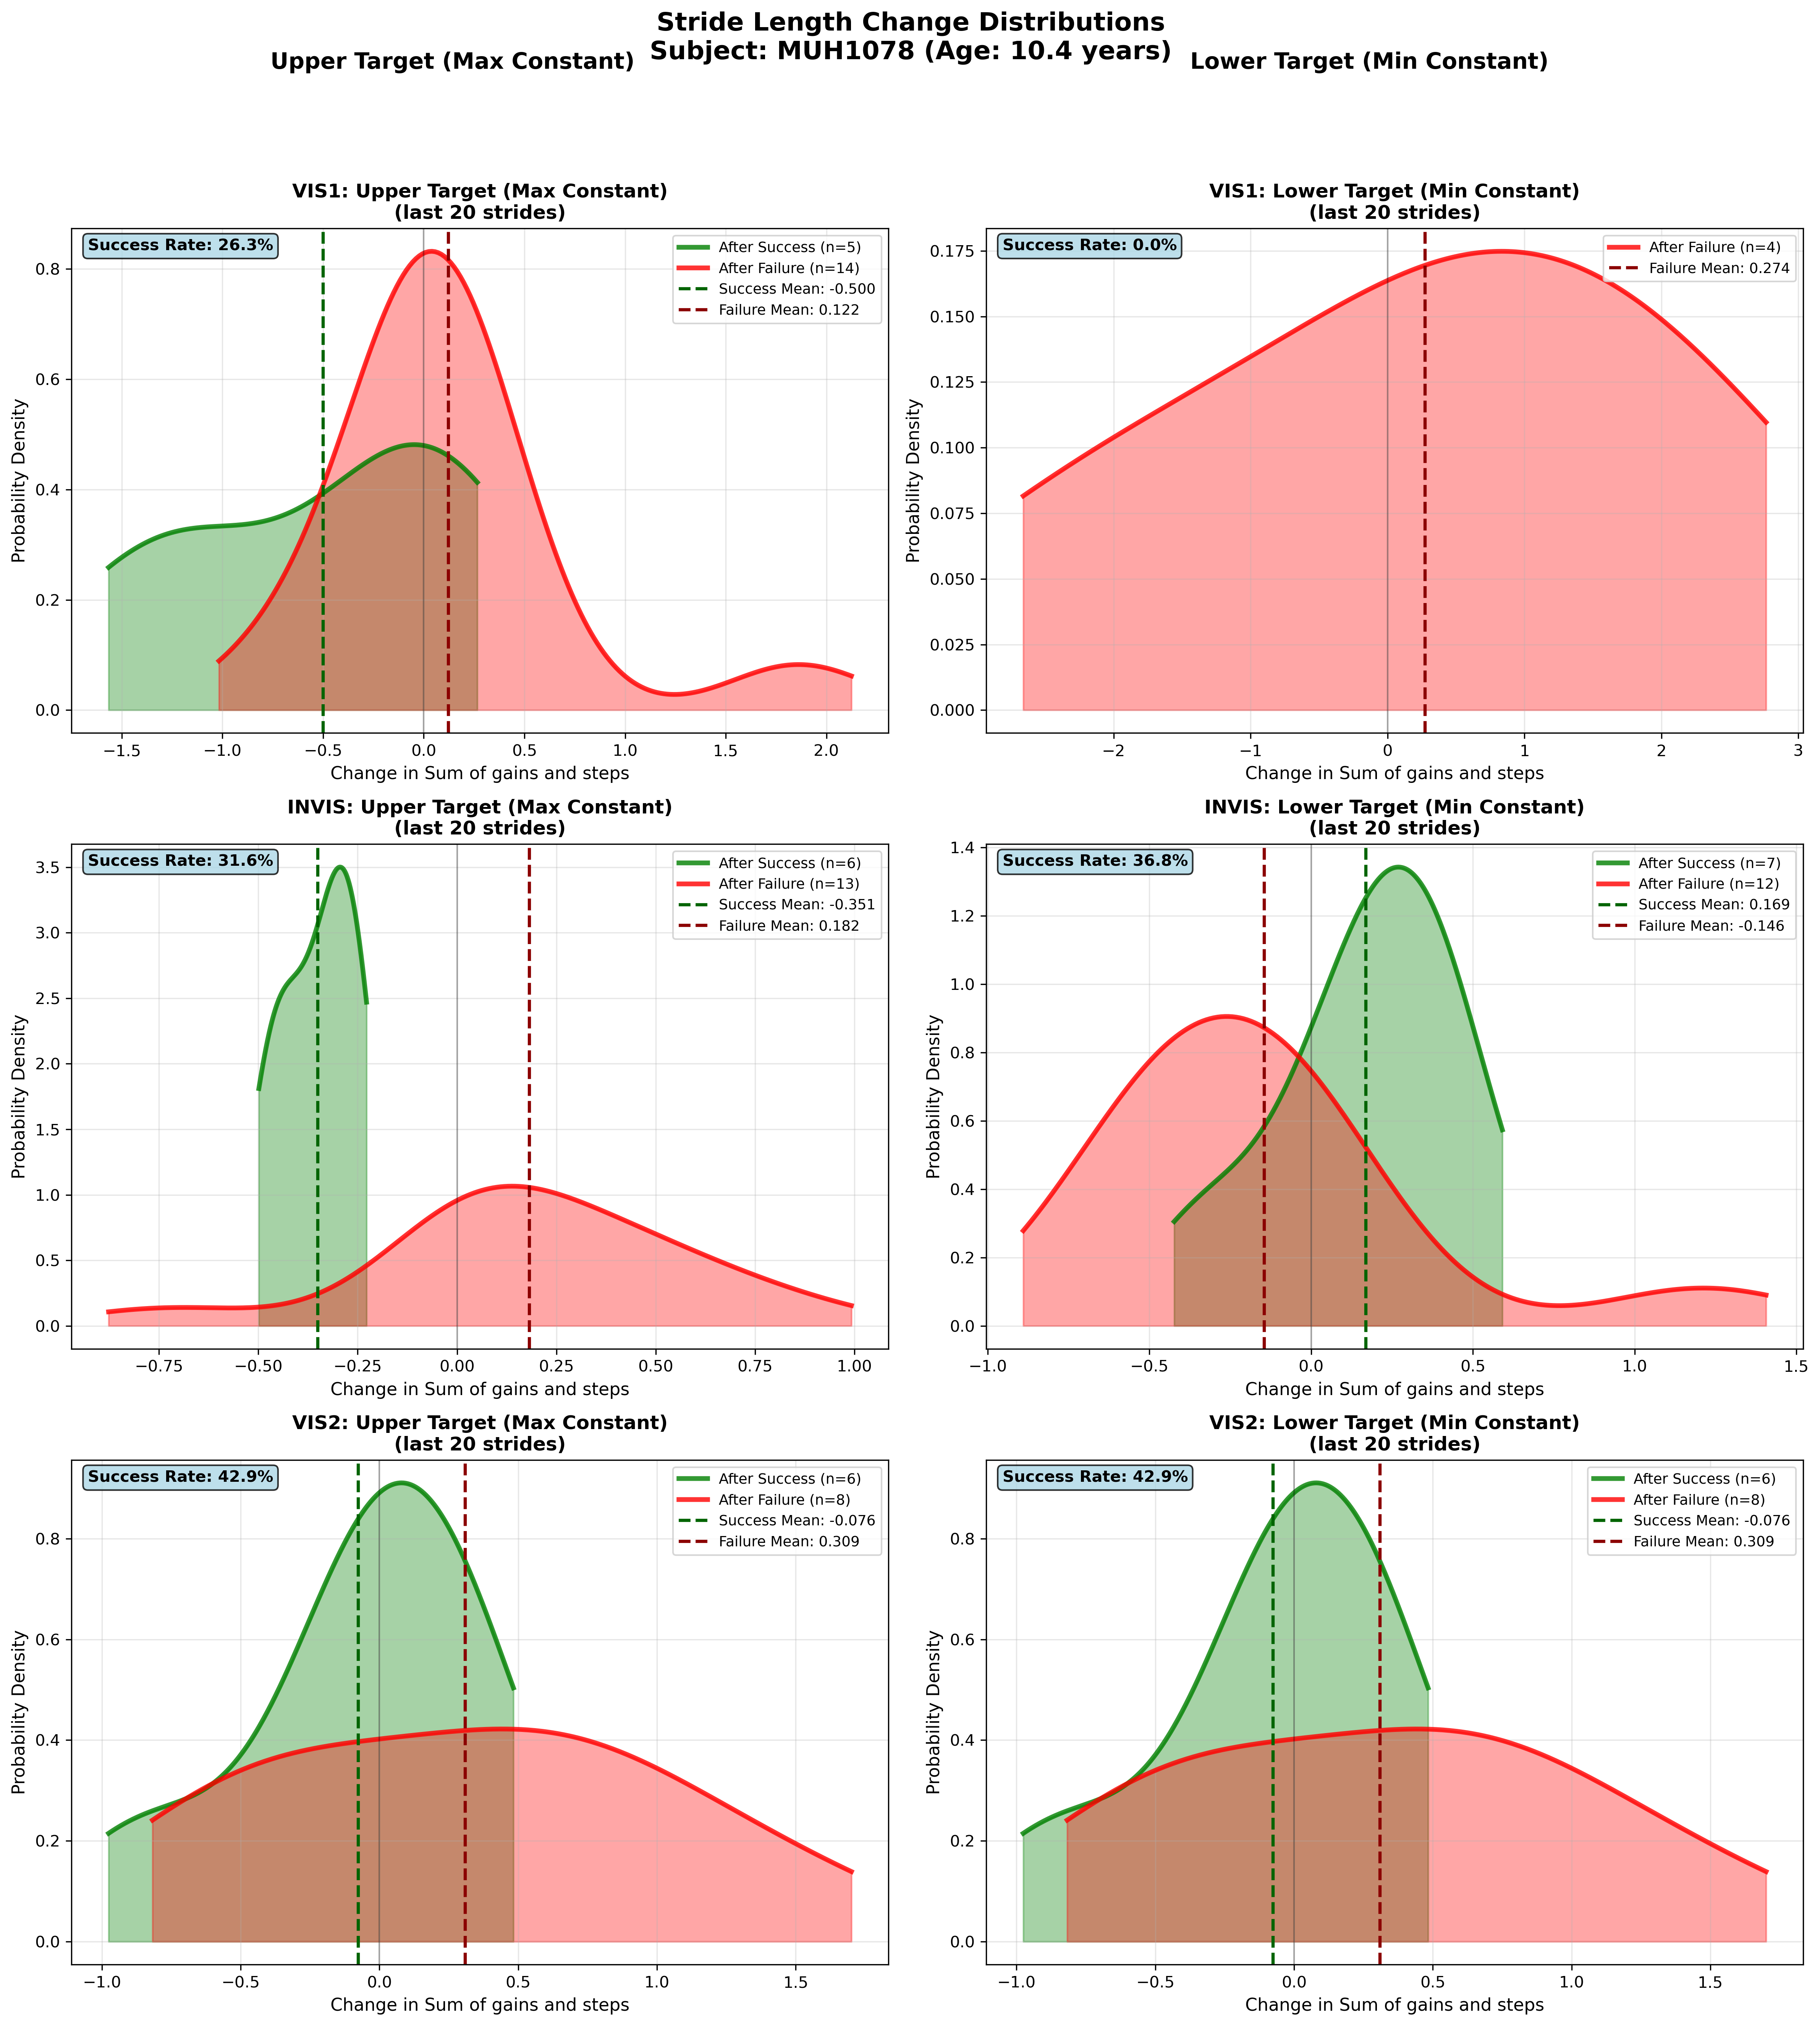 Stride Length Change Distributions
Subject: MUH1078 (Age: 10.4 years)
Upper Target (Max Constant)
Lower Target (Min Constant)
VIS1: Upper Target (Max Constant)
(last 20 strides)
Success Rate: 26.3%
After Success (n=5)
After Failure (n=14)
Success Mean: -0.500
Failure Mean: 0.122
Probability Density
0.8
0.6
0.4
0.2
0.0
−1.5 −1.0 −0.5 0.0 0.5 1.0 1.5 2.0
Change in Sum of gains and steps
VIS1: Lower Target (Min Constant)
(last 20 strides)
Success Rate: 0.0%
After Failure (n=4)
Failure Mean: 0.274
Probability Density
0.175
0.150
0.125
0.100
0.075
0.050
0.025
0.000
−2 −1 0 1 2 3
Change in Sum of gains and steps
INVIS: Upper Target (Max Constant)
(last 20 strides)
Success Rate: 31.6%
After Success (n=6)
After Failure (n=13)
Success Mean: -0.351
Failure Mean: 0.182
Probability Density
3.5
3.0
2.5
2.0
1.5
1.0
0.5
0.0
−0.75 −0.50 −0.25 0.00 0.25 0.50 0.75 1.00
Change in Sum of gains and steps
INVIS: Lower Target (Min Constant)
(last 20 strides)
Success Rate: 36.8%
After Success (n=7)
After Failure (n=12)
Success Mean: 0.169
Failure Mean: -0.146
Probability Density
1.4
1.2
1.0
0.8
0.6
0.4
0.2
0.0
−1.0 −0.5 0.0 0.5 1.0 1.5
Change in Sum of gains and steps
VIS2: Upper Target (Max Constant)
(last 20 strides)
Success Rate: 42.9%
After Success (n=6)
After Failure (n=8)
Success Mean: -0.076
Failure Mean: 0.309
Probability Density
0.8
0.6
0.4
0.2
0.0
−1.0 −0.5 0.0 0.5 1.0 1.5
Change in Sum of gains and steps
VIS2: Lower Target (Min Constant)
(last 20 strides)
Success Rate: 42.9%
After Success (n=6)
After Failure (n=8)
Success Mean: -0.076
Failure Mean: 0.309
Probability Density
0.8
0.6
0.4
0.2
0.0
−1.0 −0.5 0.0 0.5 1.0 1.5
Change in Sum of gains and steps